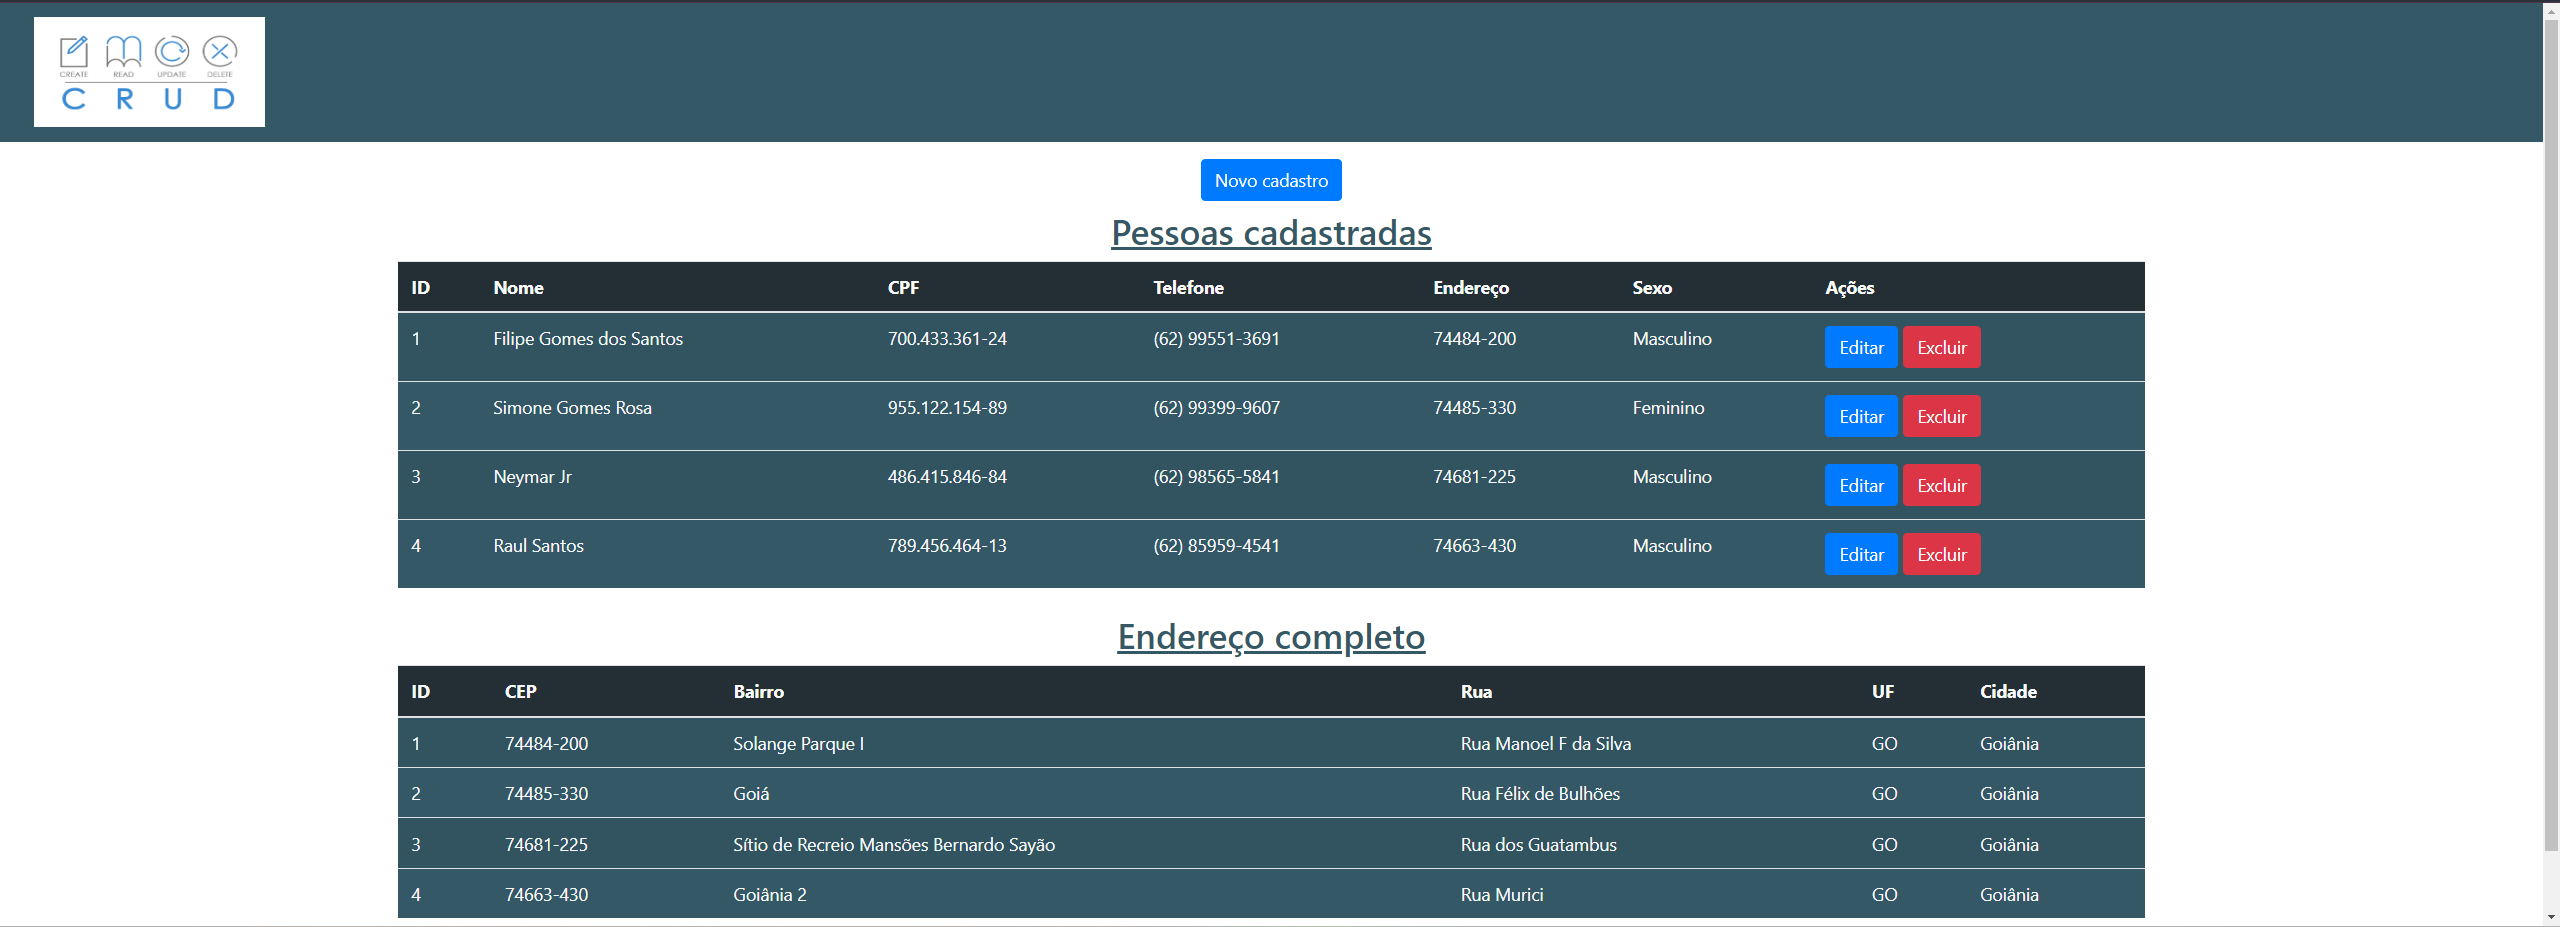 CREATE READ UPDATE DELETE
C R U D
Novo cadastro
Pessoas cadastradas
ID Nome CPF Telefone Endereço Sexo Ações
1 Filipe Gomes dos Santos 700.433.361-24 (62) 99551-3691 74484-200 Masculino Editar Excluir
2 Simone Gomes Rosa 955.122.154-89 (62) 99399-9607 74485-330 Feminino Editar Excluir
3 Neymar Jr 486.415.846-84 (62) 98565-5841 74681-225 Masculino Editar Excluir
4 Raul Santos 789.456.464-13 (62) 85959-4541 74663-430 Masculino Editar Excluir
Endereço completo
ID CEP Bairro Rua UF Cidade
1 74484-200 Solange Parque I Rua Manoel F da Silva GO Goiânia
2 74485-330 Goiá Rua Félix de Bulhões GO Goiânia
3 74681-225 Sítio de Recreio Mansões Bernardo Sayão Rua dos Guatambus GO Goiânia
4 74663-430 Goiânia 2 Rua Murici GO Goiânia